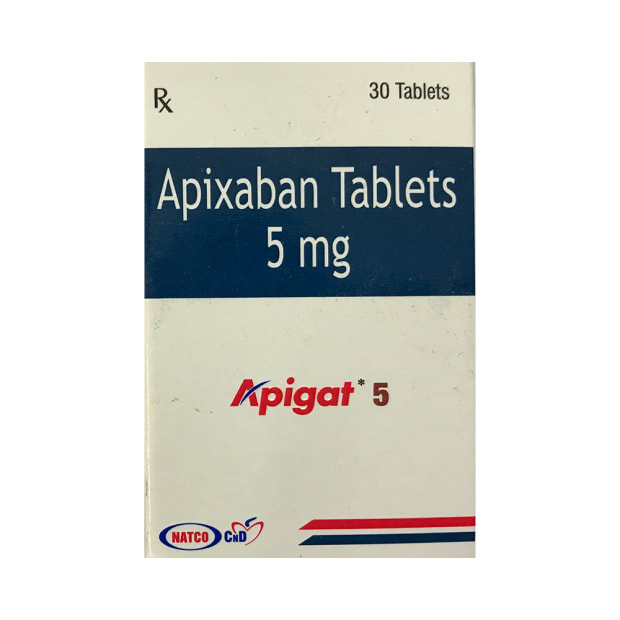 ℞
30 Tablets
Apixaban Tablets
5 mg
Apigat* 5
NATCO CnD